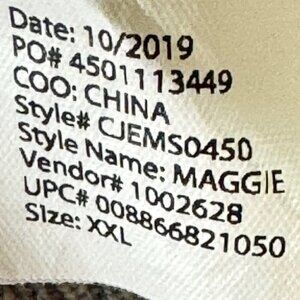 Date: 10/2019
PO# 4501113449
COO: CHINA
Style# CJEMS0450
Style Name: MAGGIE
Vendor# 1002628
UPC# 008866821050
Size: XXL